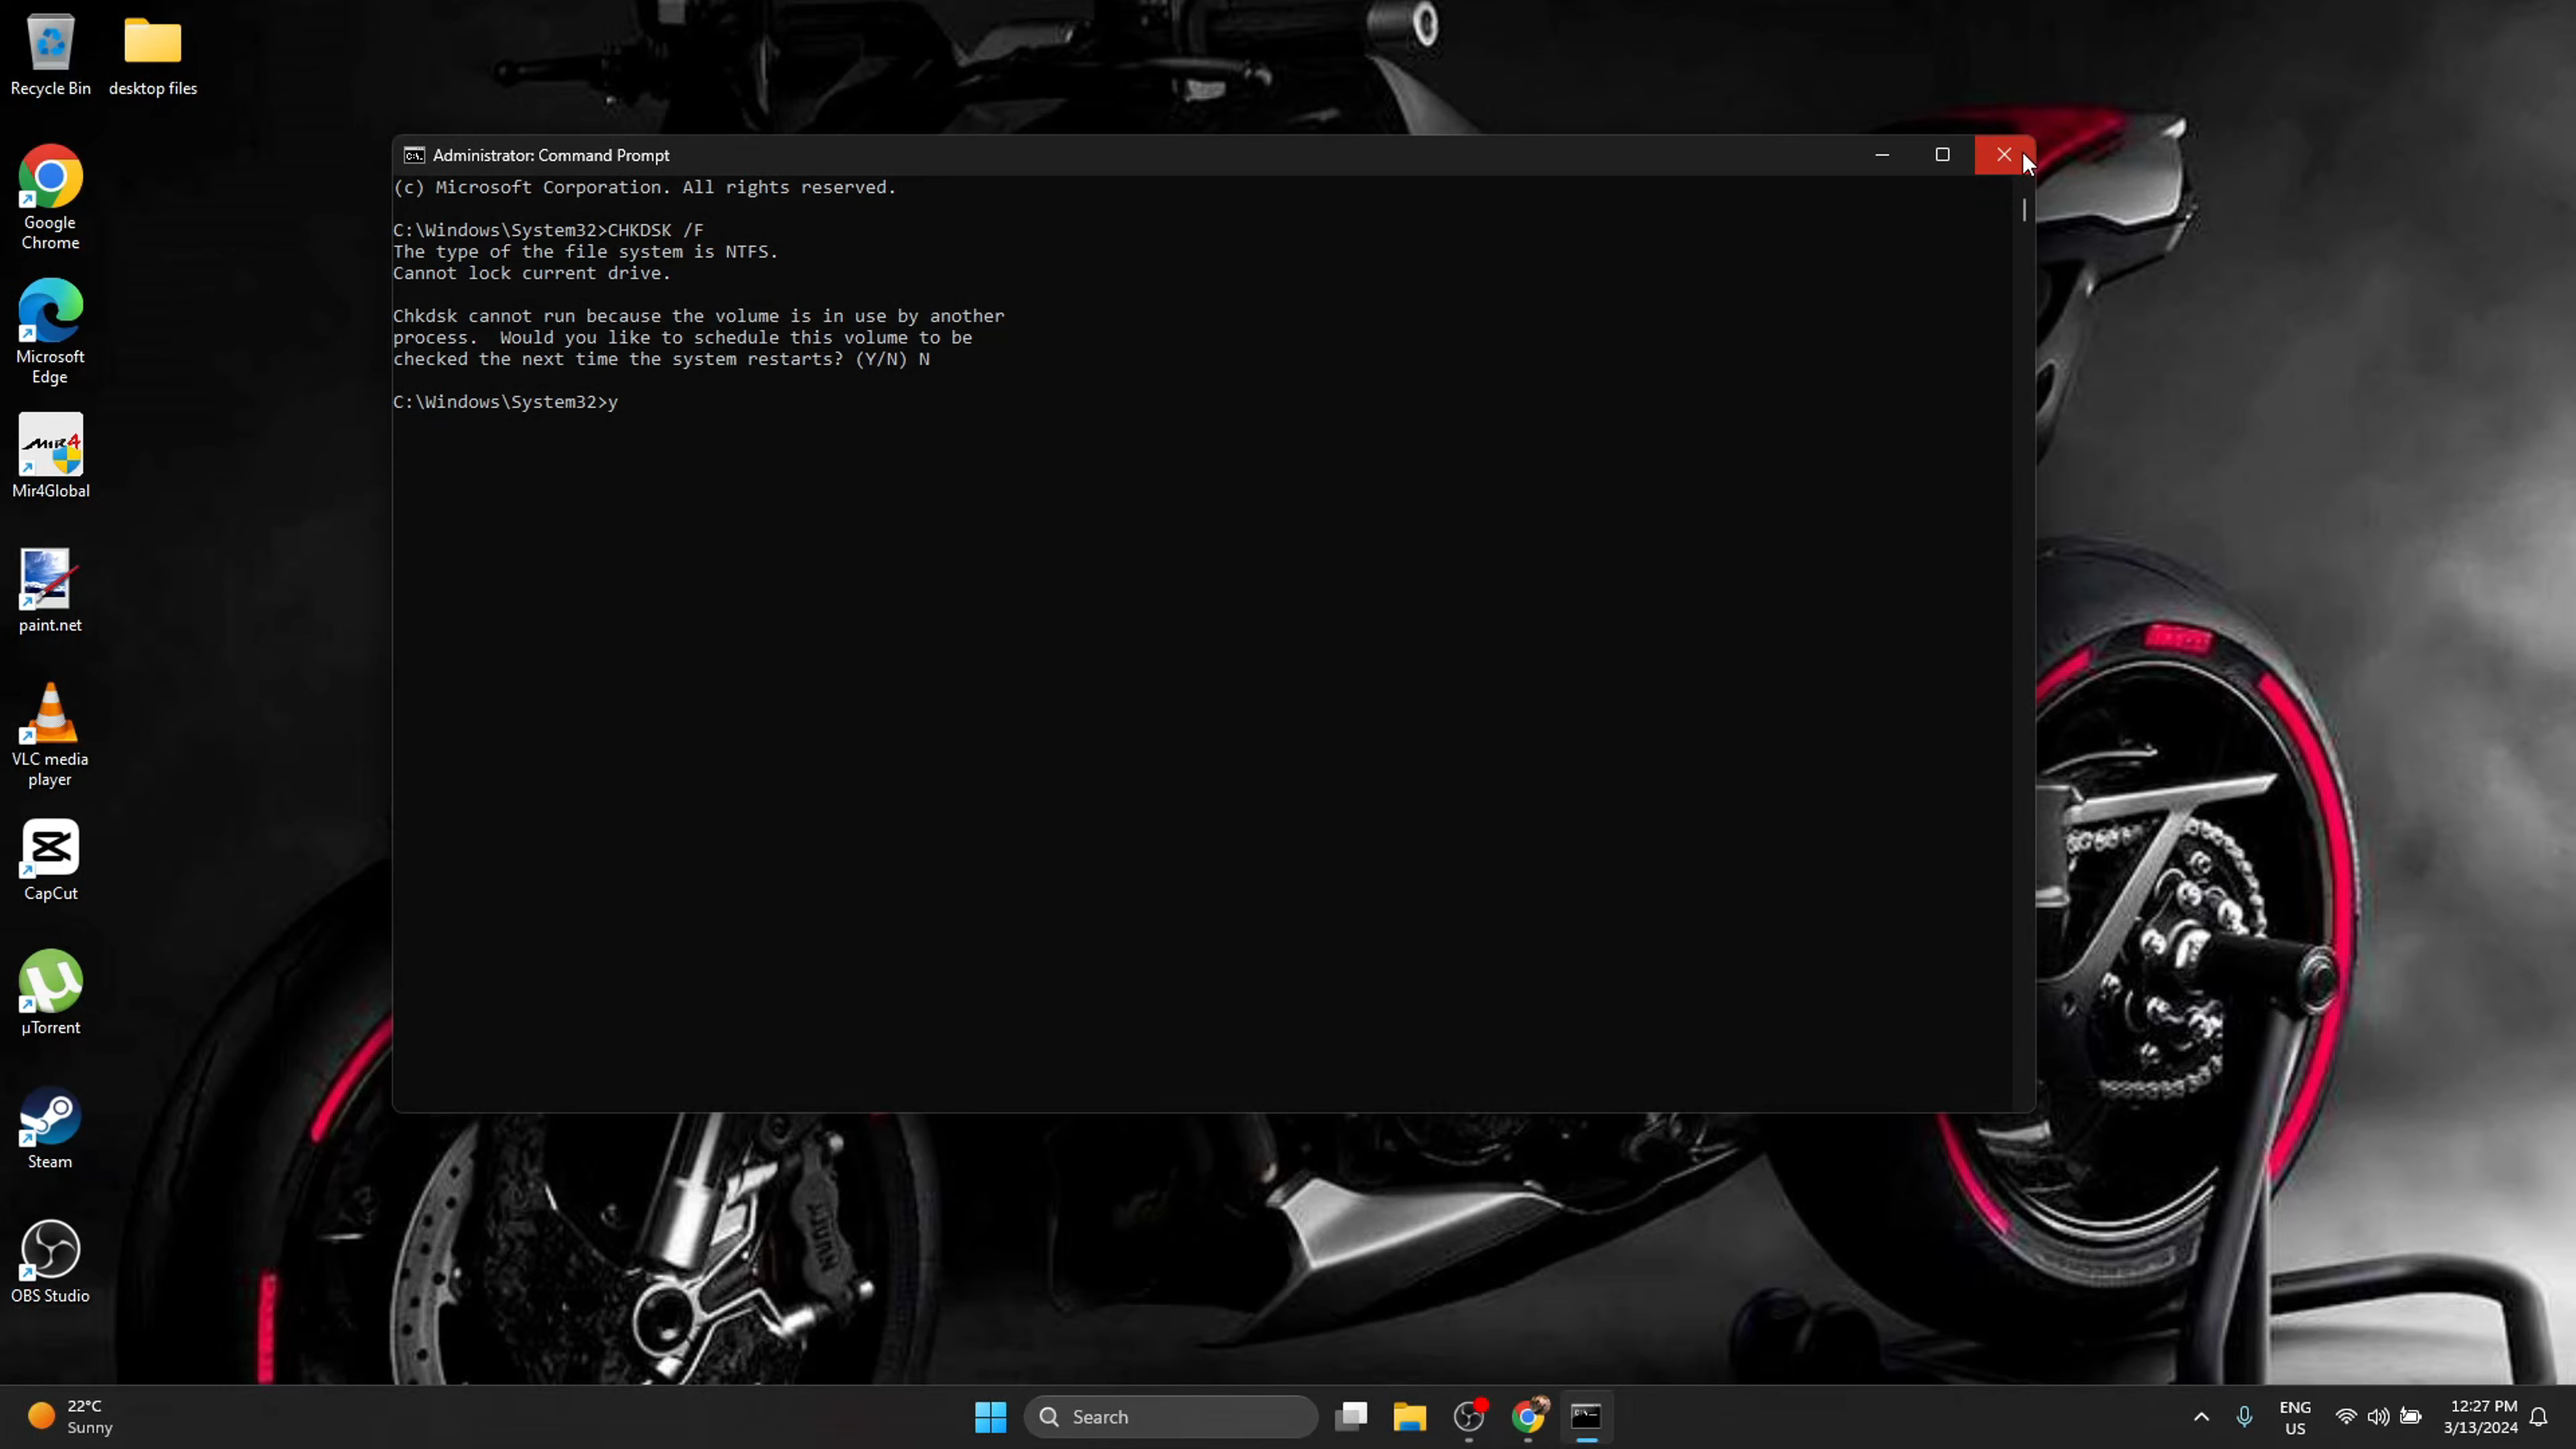 Recycle Bin
desktop files
Google
Chrome
Microsoft
Edge
MIR4
Mir4Global
paint.net
VLC media
player
CapCut
µTorrent
Steam
OBS Studio
Administrator: Command Prompt
(c) Microsoft Corporation. All rights reserved.
C:\Windows\System32>CHKDSK /F
The type of the file system is NTFS.
Cannot lock current drive.
Chkdsk cannot run because the volume is in use by another
process.  Would you like to schedule this volume to be
checked the next time the system restarts? (Y/N) N
C:\Windows\System32>y
22°C
Sunny
Search
ENG
US
12:27 PM
3/13/2024